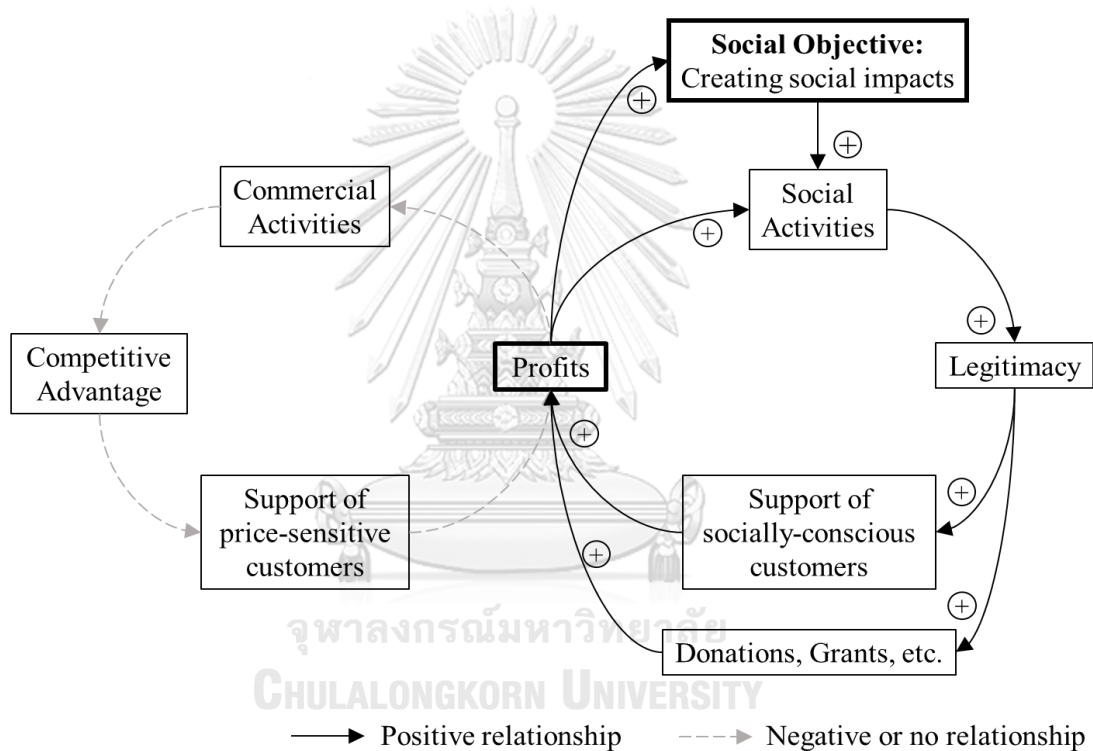 Social Objective:
Creating social impacts
+
+
Commercial
Activities
Social
Activities
+
+
Competitive
Advantage
Profits
Legitimacy
+
Support of
price-sensitive
customers
Support of
socially-conscious
customers
+
+
+
Donations, Grants, etc.
จุฬาลงกรณ์มหาวิทยาลัย
CHULALONGKORN UNIVERSITY
Positive relationship
Negative or no relationship